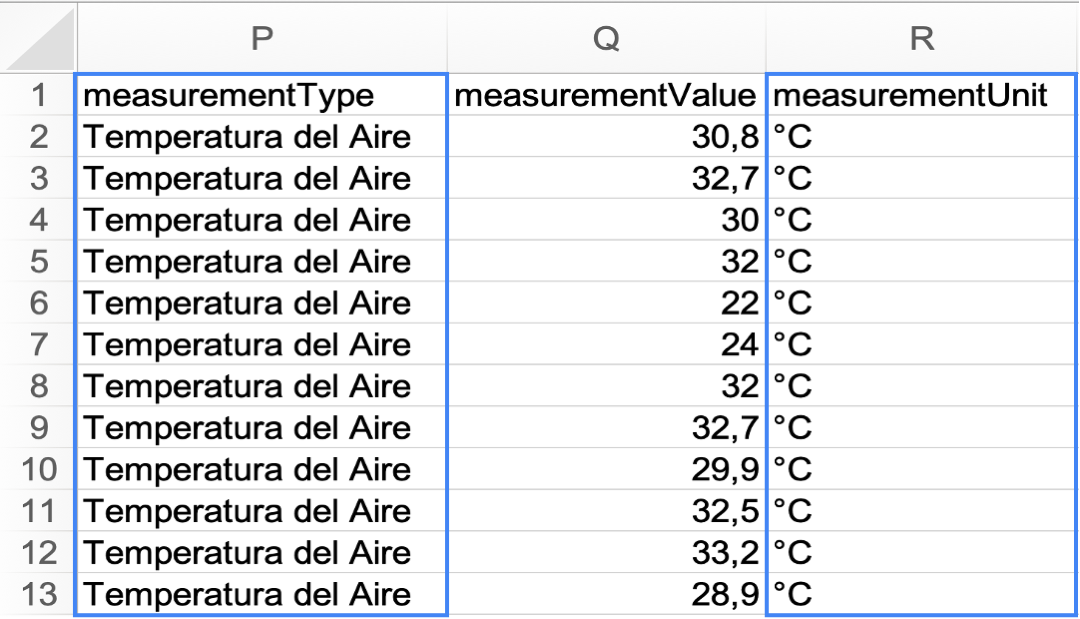 P Q R
1 measurementType measurementValue measurementUnit
2 Temperatura del Aire 30,8 °C
3 Temperatura del Aire 32,7 °C
4 Temperatura del Aire 30 °C
5 Temperatura del Aire 32 °C
6 Temperatura del Aire 22 °C
7 Temperatura del Aire 24 °C
8 Temperatura del Aire 32 °C
9 Temperatura del Aire 32,7 °C
10 Temperatura del Aire 29,9 °C
11 Temperatura del Aire 32,5 °C
12 Temperatura del Aire 33,2 °C
13 Temperatura del Aire 28,9 °C